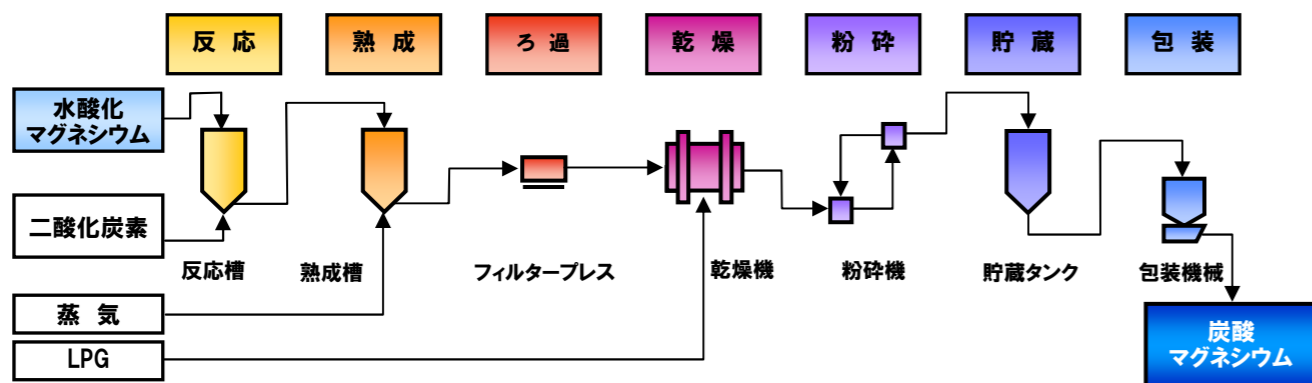 反応
熟成
ろ過
乾燥
粉砕
貯蔵
包装
水酸化
マグネシウム
二酸化炭素
反応槽
熟成槽
フィルタープレス
乾燥機
粉砕機
貯蔵タンク
包装機械
蒸気
LPG
炭酸
マグネシウム